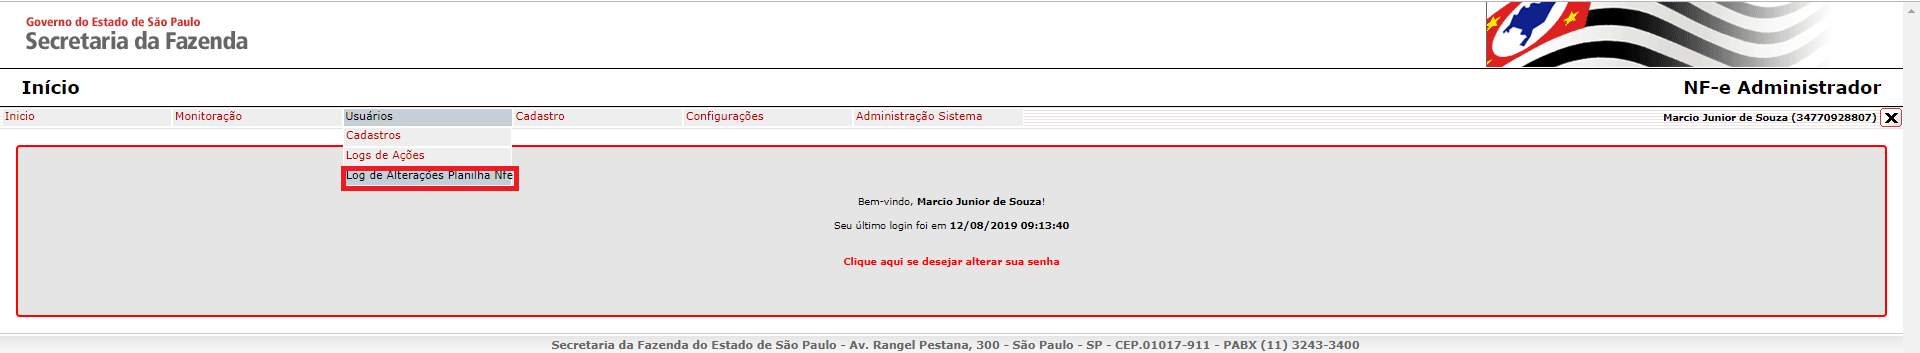 Governo do Estado de São Paulo
Secretaria da Fazenda
Início
NF-e Administrador
Inicio
Monitoração
Usuários
Cadastro
Configurações
Administração Sistema
Marcio Junior de Souza (34770928807)
Cadastros
Logs de Ações
Log de Alterações Planilha Nfe
Bem-vindo, Marcio Junior de Souza!
Seu último login foi em 12/08/2019 09:13:40
Clique aqui se desejar alterar sua senha
Secretaria da Fazenda do Estado de São Paulo - Av. Rangel Pestana, 300 - São Paulo - SP - CEP.01017-911 - PABX (11) 3243-3400